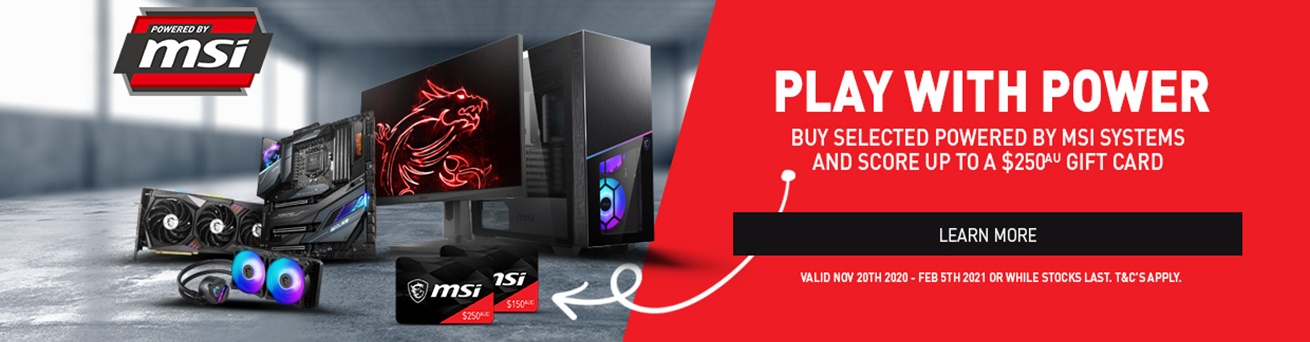 POWERED BY
msi
PLAY WITH POWER
BUY SELECTED POWERED BY MSI SYSTEMS
AND SCORE UP TO A $250AU GIFT CARD
LEARN MORE
VALID NOV 20TH 2020 - FEB 5TH 2021 OR WHILE STOCKS LAST. T&C'S APPLY.
msi
$250AUD
msi
$150AUD